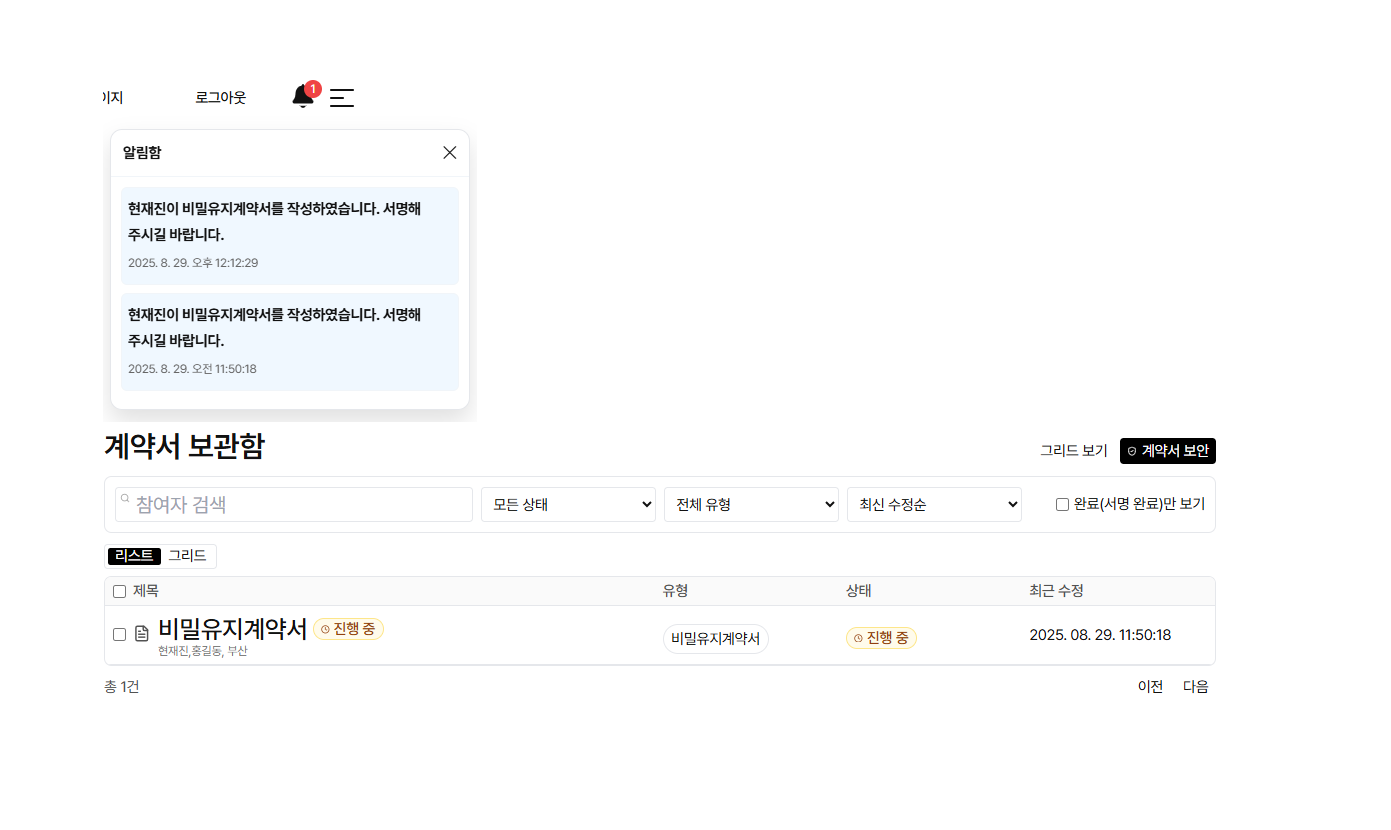 이지
로그아웃
1
알림함
현재진이 비밀유지계약서를 작성하였습니다. 서명해
주시길 바랍니다.
2025. 8. 29. 오후 12:12:29
현재진이 비밀유지계약서를 작성하였습니다. 서명해
주시길 바랍니다.
2025. 8. 29. 오전 11:50:18
계약서 보관함
그리드 보기
계약서 보안
참여자 검색
모든 상태
전체 유형
최신 수정순
완료(서명 완료)만 보기
리스트
그리드
제목
유형
상태
최근 수정
비밀유지계약서
진행 중
현재진,홍길동, 부산
비밀유지계약서
진행 중
2025. 08. 29. 11:50:18
총 1건
이전
다음